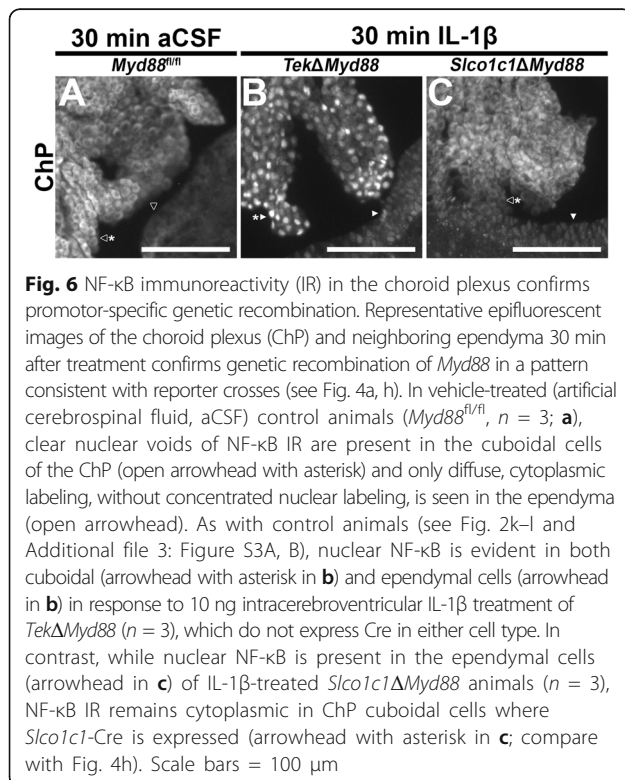 30 min aCSF 30 min IL-1β
Myd88fl/fl TekΔMyd88 Slco1c1ΔMyd88
A B C
ChP
* * *
Fig. 6 NF-κB immunoreactivity (IR) in the choroid plexus confirms
promotor-specific genetic recombination. Representative epifluorescent
images of the choroid plexus (ChP) and neighboring ependyma 30 min
after treatment confirms genetic recombination of Myd88 in a pattern
consistent with reporter crosses (see Fig. 4a, h). In vehicle-treated (artificial
cerebrospinal fluid, aCSF) control animals (Myd88fl/fl, n = 3; a),
clear nuclear voids of NF-κB IR are present in the cuboidal cells
of the ChP (open arrowhead with asterisk) and only diffuse, cytoplasmic
labeling, without concentrated nuclear labeling, is seen in the ependyma
(open arrowhead). As with control animals (see Fig. 2k–l and
Additional file 3: Figure S3A, B), nuclear NF-κB is evident in both
cuboidal (arrowhead with asterisk in b) and ependymal cells (arrowhead
in b) in response to 10 ng intracerebroventricular IL-1β treatment of
TekΔMyd88 (n = 3), which do not express Cre in either cell type. In
contrast, while nuclear NF-κB is present in the ependymal cells
(arrowhead in c) of IL-1β-treated Slco1c1ΔMyd88 animals (n = 3),
NF-κB IR remains cytoplasmic in ChP cuboidal cells where
Slco1c1-Cre is expressed (arrowhead with asterisk in c; compare
with Fig. 4h). Scale bars = 100 μm